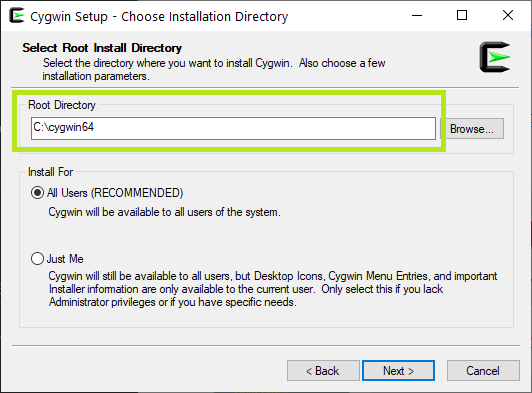 Cygwin Setup - Choose Installation Directory
Select Root Install Directory
Select the directory where you want to install Cygwin. Also choose a few
installation parameters.
Root Directory
C:\cygwin64
Browse...
Install For
All Users (RECOMMENDED)
Cygwin will be available to all users of the system.
Just Me
Cygwin will still be available to all users, but Desktop Icons, Cygwin Menu Entries, and important
Installer information are only available to the current user. Only select this if you lack
Administrator privileges or if you have specific needs.
< Back
Next >
Cancel